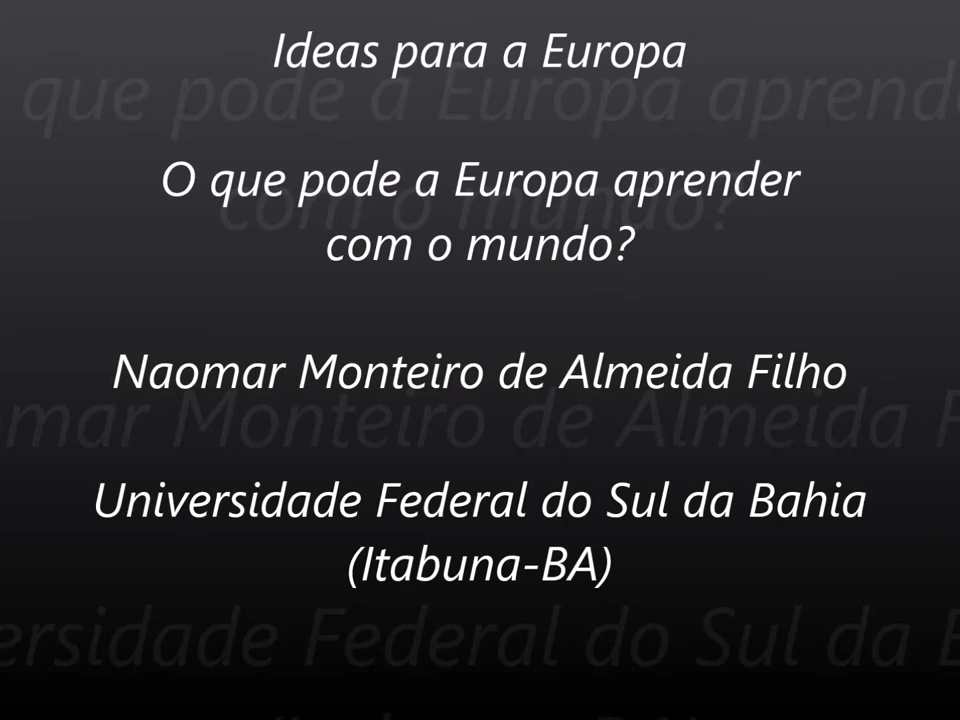 Ideas para a Europa
O que pode a Europa aprender
com o mundo?
Naomar Monteiro de Almeida Filho
Universidade Federal do Sul da Bahia
(Itabuna-BA)